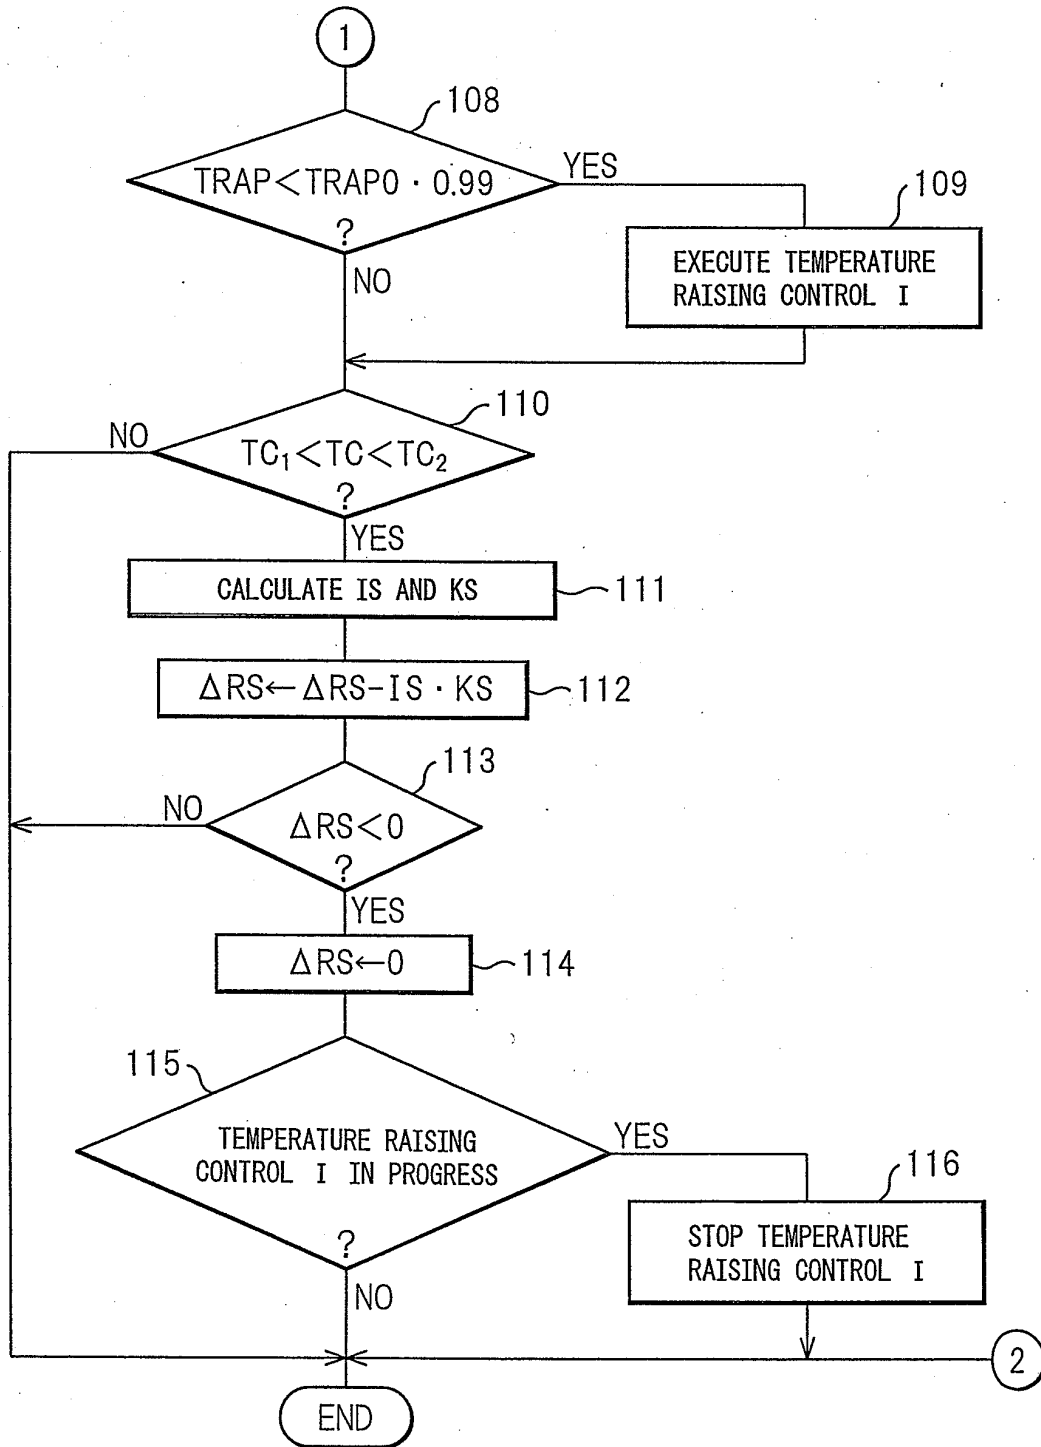 1
108
TRAP<TRAP0・0.99
?
YES
NO
109
EXECUTE TEMPERATURE
RAISING CONTROL I
110
NO
TC₁<TC<TC₂
?
YES
CALCULATE IS AND KS
111
ΔRS←ΔRS-IS・KS
112
113
NO
ΔRS<0
?
YES
ΔRS←0
114
115
TEMPERATURE RAISING
CONTROL I IN PROGRESS
?
YES
NO
116
STOP TEMPERATURE
RAISING CONTROL I
2
END